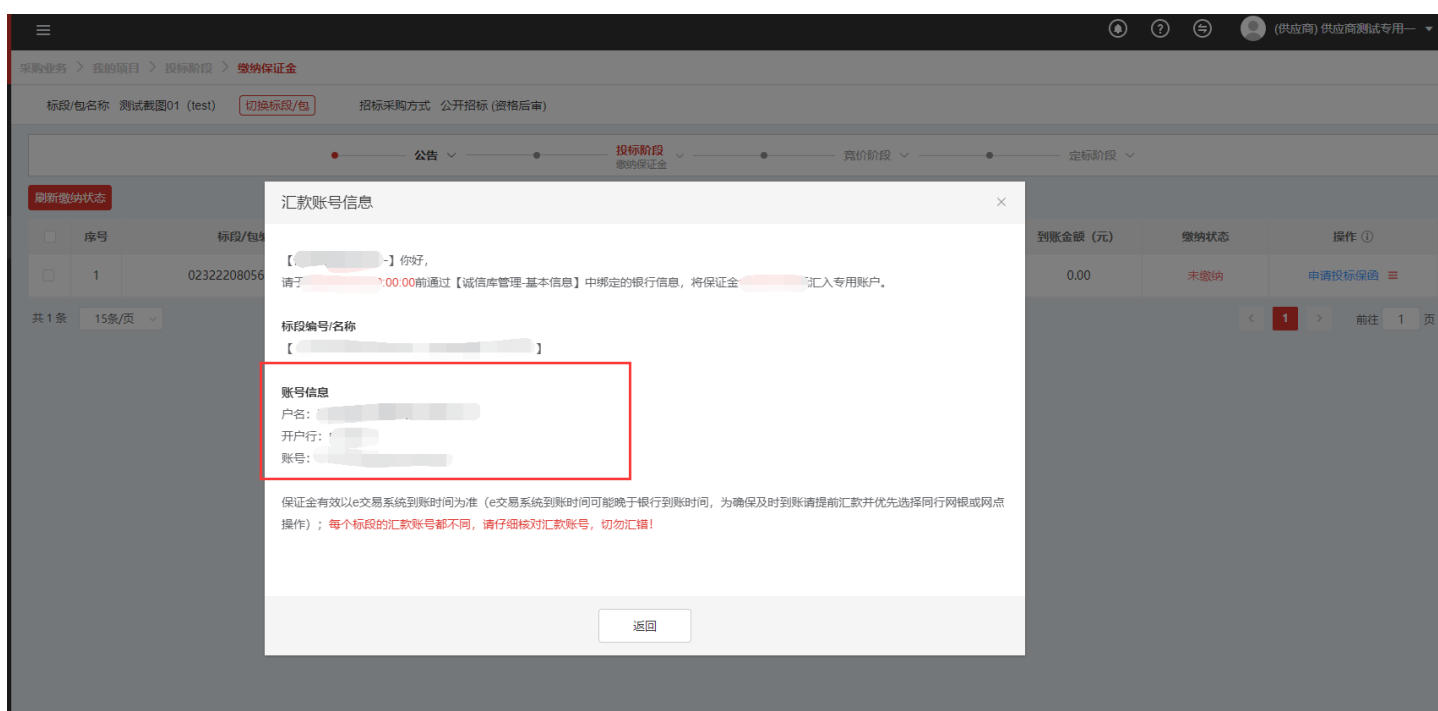 (供应商) 供应商测试专用一
采购业务 > 我的项目 > 投标阶段 > 缴纳保证金
标段/包名称 测试截图01 (test) 切换标段/包 招标采购方式 公开招标 (资格后审)
公告 投标阶段 竞价阶段 定标阶段
缴纳保证金
刷新缴纳状态
汇款账号信息
序号 标段/包 到账金额 (元) 缴纳状态 操作
1 02322208056 0.00 未缴纳 申请投标保函
共 1 条 15条/页 1 前往 1 页
【 -】你好,
请于 :00:00前通过【诚信库管理-基本信息】中绑定的银行信息，将保证金 汇入专用账户。
标段编号/名称
【 】
账号信息
户名：
开户行：
账号：
保证金有效以e交易系统到账时间为准（e交易系统到账时间可能晚于银行到账时间，为确保及时到账请提前汇款并优先选择同行网银或网点
操作）；每个标段的汇款账号都不同，请仔细核对汇款账号，切勿汇错！
返回